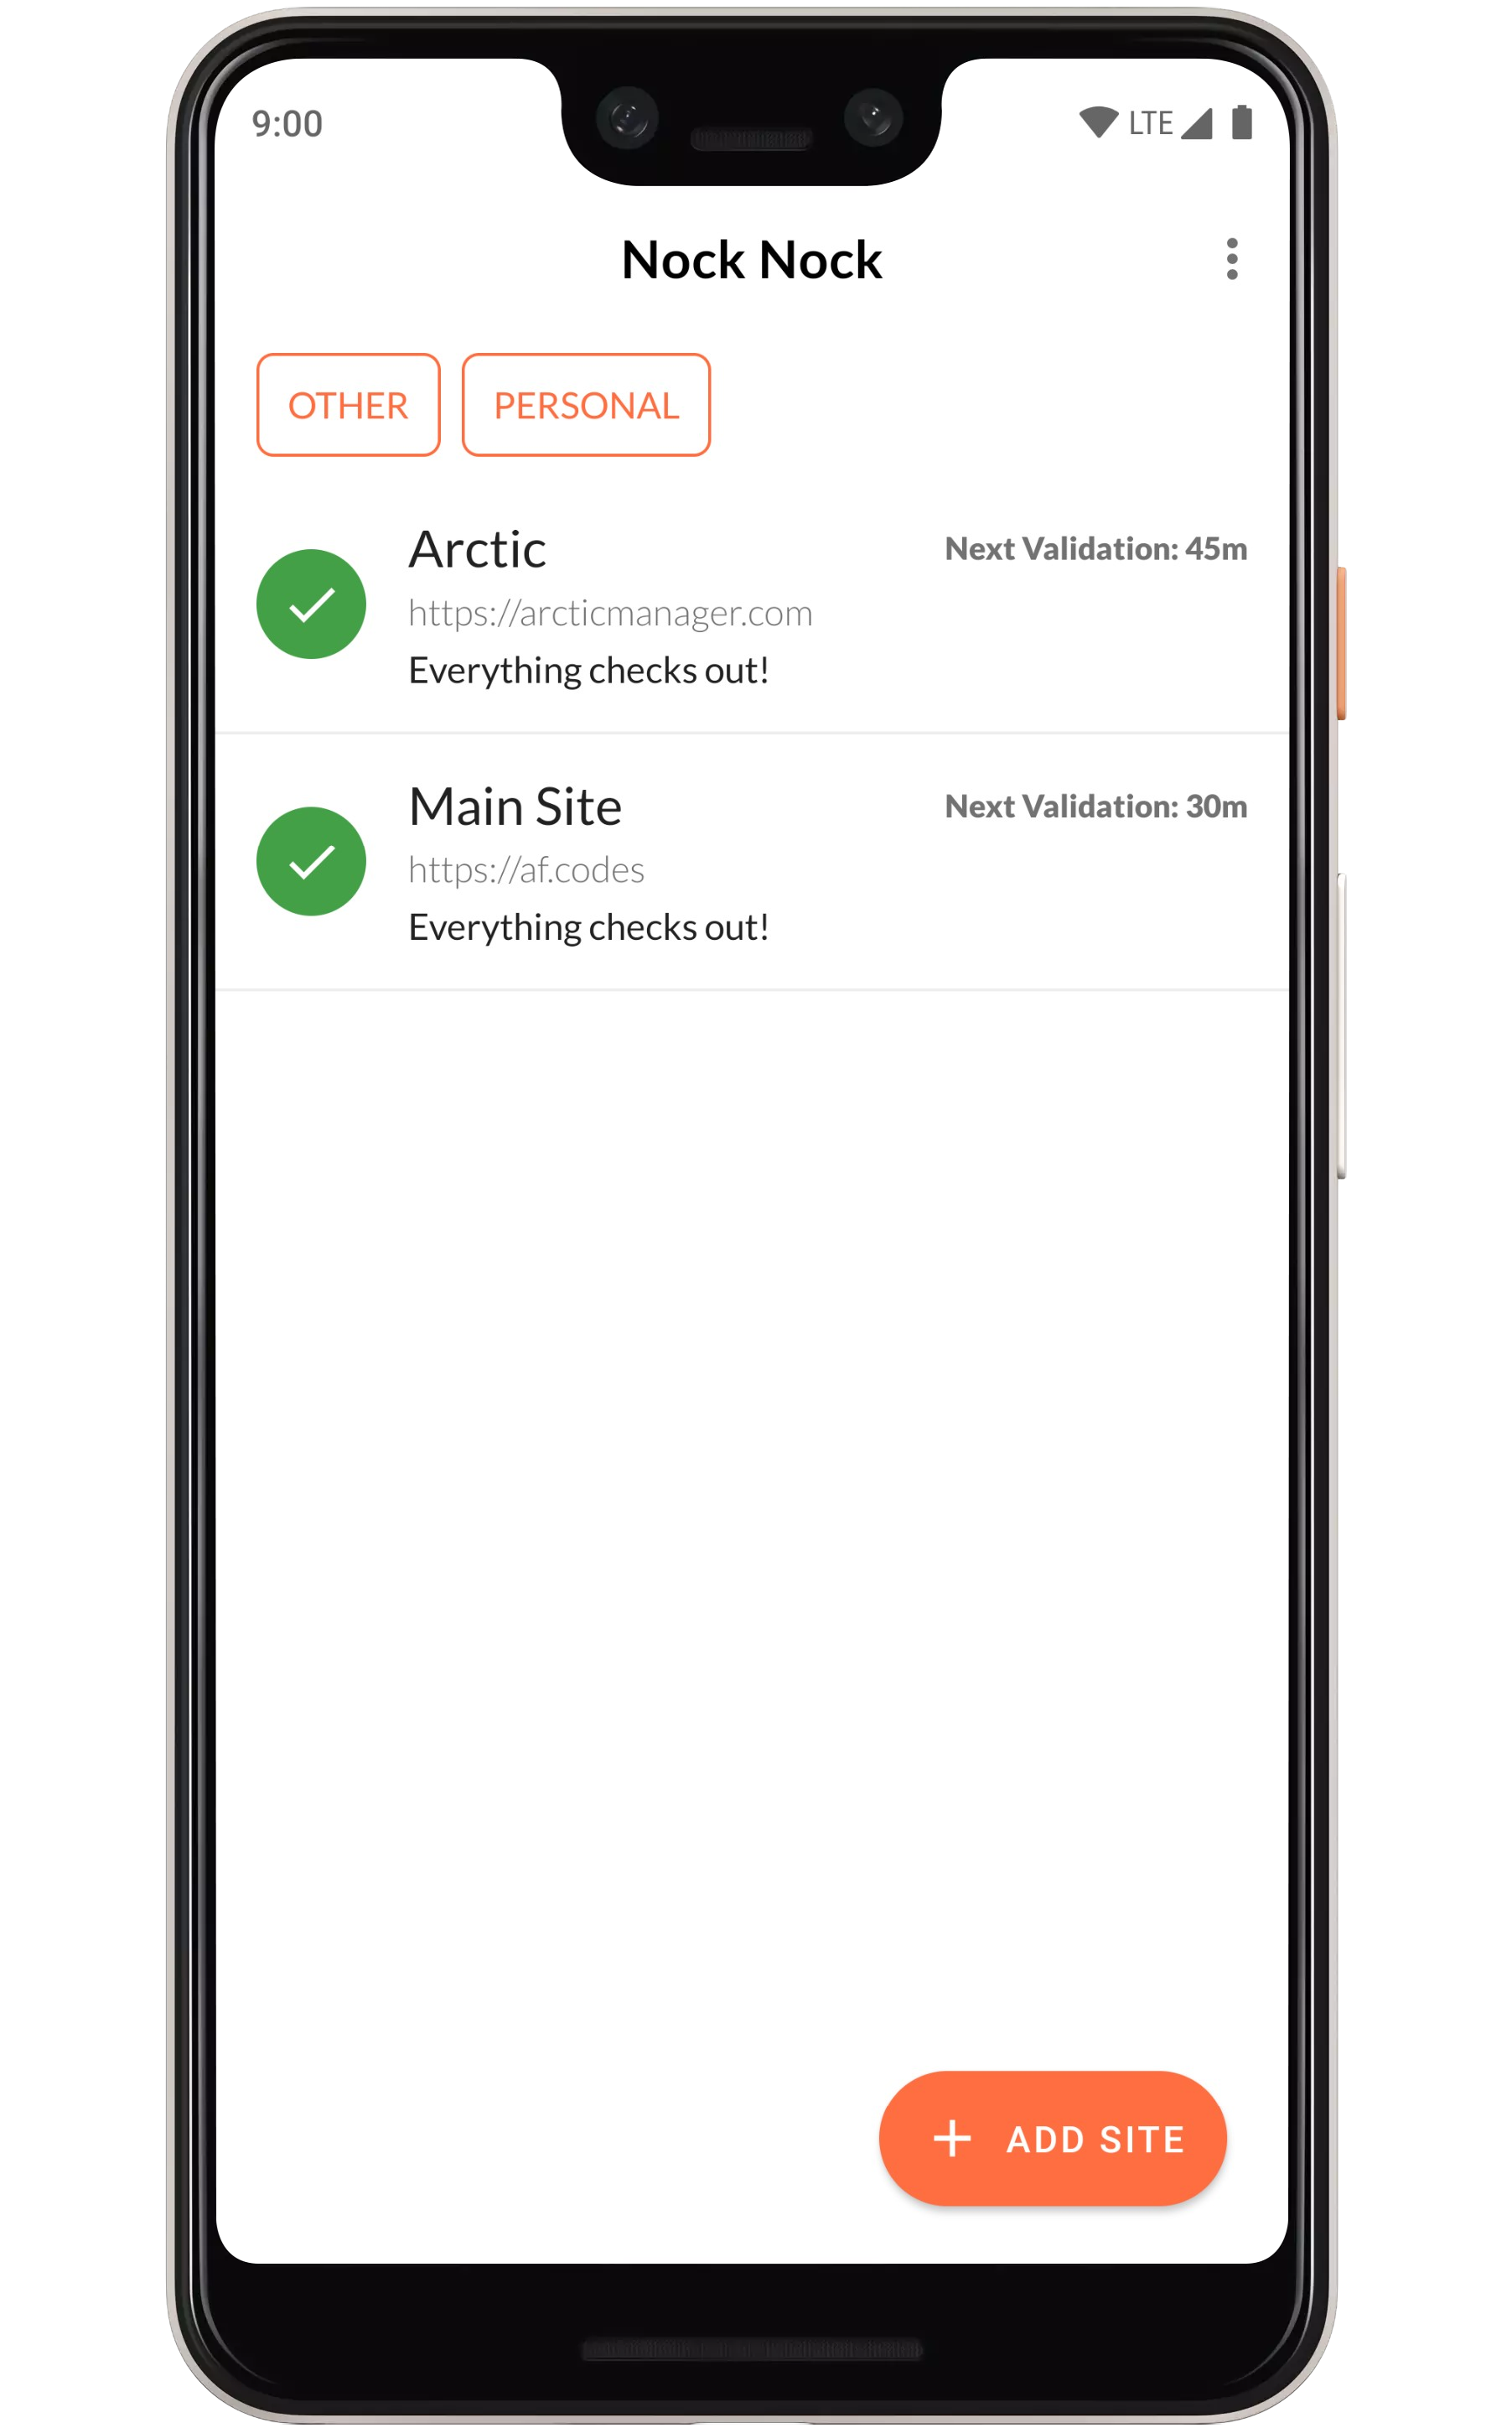 9:00 LTE
Nock Nock
OTHER PERSONAL
Arctic Next Validation: 45m
https://arcticmanager.com
Everything checks out!
Main Site Next Validation: 30m
https://af.codes
Everything checks out!
ADD SITE